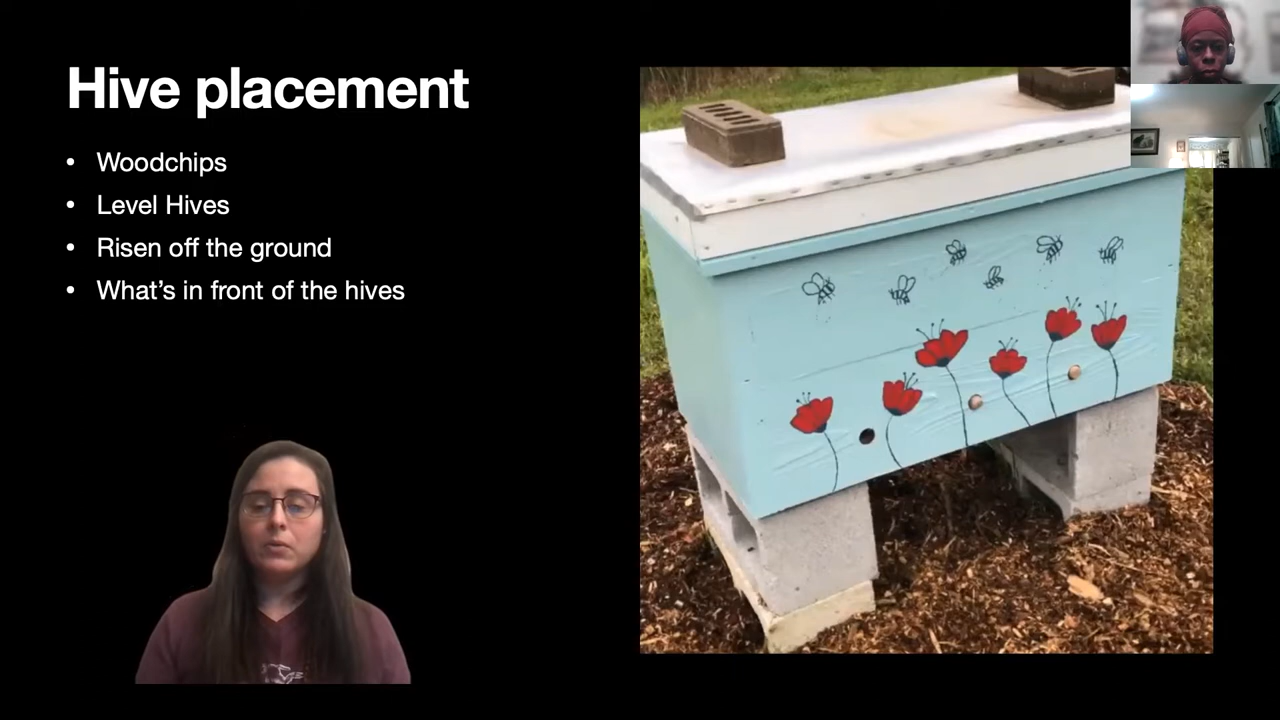 Hive placement
• Woodchips
• Level Hives
• Risen off the ground
• What’s in front of the hives